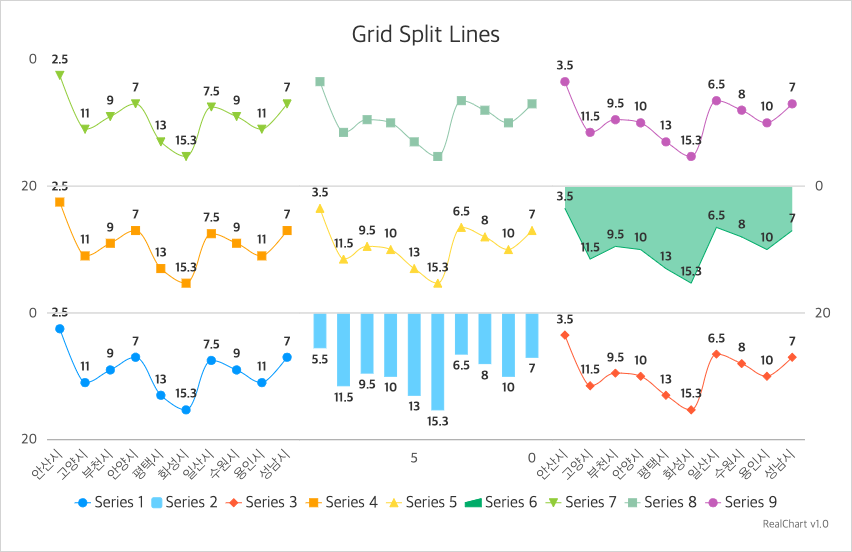 Grid Split Lines
0
2.5 11 9 7 13 15.3 7.5 9 11 7
3.5 11.5 9.5 10 13 15.3 6.5 8 10 7
20
0
2.5 11 9 7 13 15.3 7.5 9 11 7
3.5 11.5 9.5 10 13 15.3 6.5 8 10 7
3.5 11.5 9.5 10 13 15.3 6.5 8 10 7
0
20
2.5 11 9 7 13 15.3 7.5 9 11 7
5.5 11.5 9.5 10 13 15.3 6.5 8 10 7
3.5 11.5 9.5 10 13 15.3 6.5 8 10 7
20
안산시 고양시 부천시 안양시 평택시 화성시 일산시 수원시 용인시 성남시
5 0
안산시 고양시 부천시 안양시 평택시 화성시 일산시 수원시 용인시 성남시
Series 1 Series 2 Series 3 Series 4 Series 5 Series 6 Series 7 Series 8 Series 9
RealChart v1.0